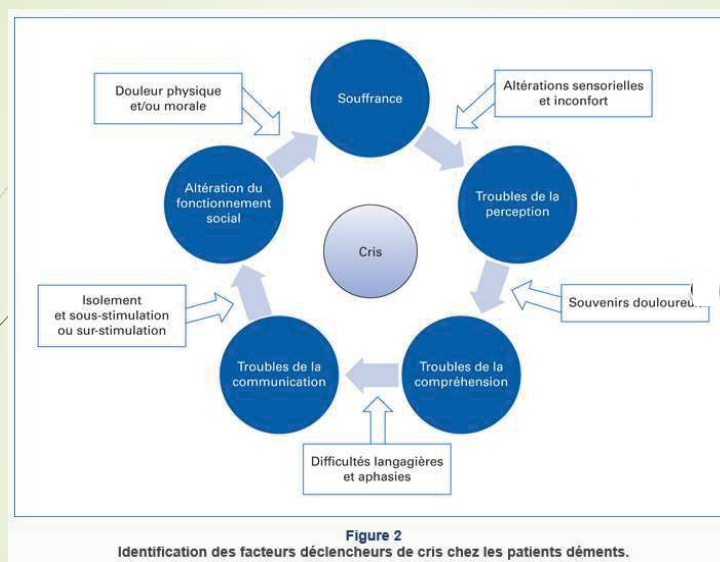 Souffrance
Douleur physique
et/ou morale
Altérations sensorielles
et inconfort
Altération du
fonctionnement
social
Troubles de la
perception
Cris
Isolement
et sous-stimulation
ou sur-stimulation
Souvenirs
Troubles de la
communication
Troubles de la
compréhension
Difficultés langagières
et aphasies
Figure 2
Identification des facteurs déclencheurs de cris chez les patients déments.